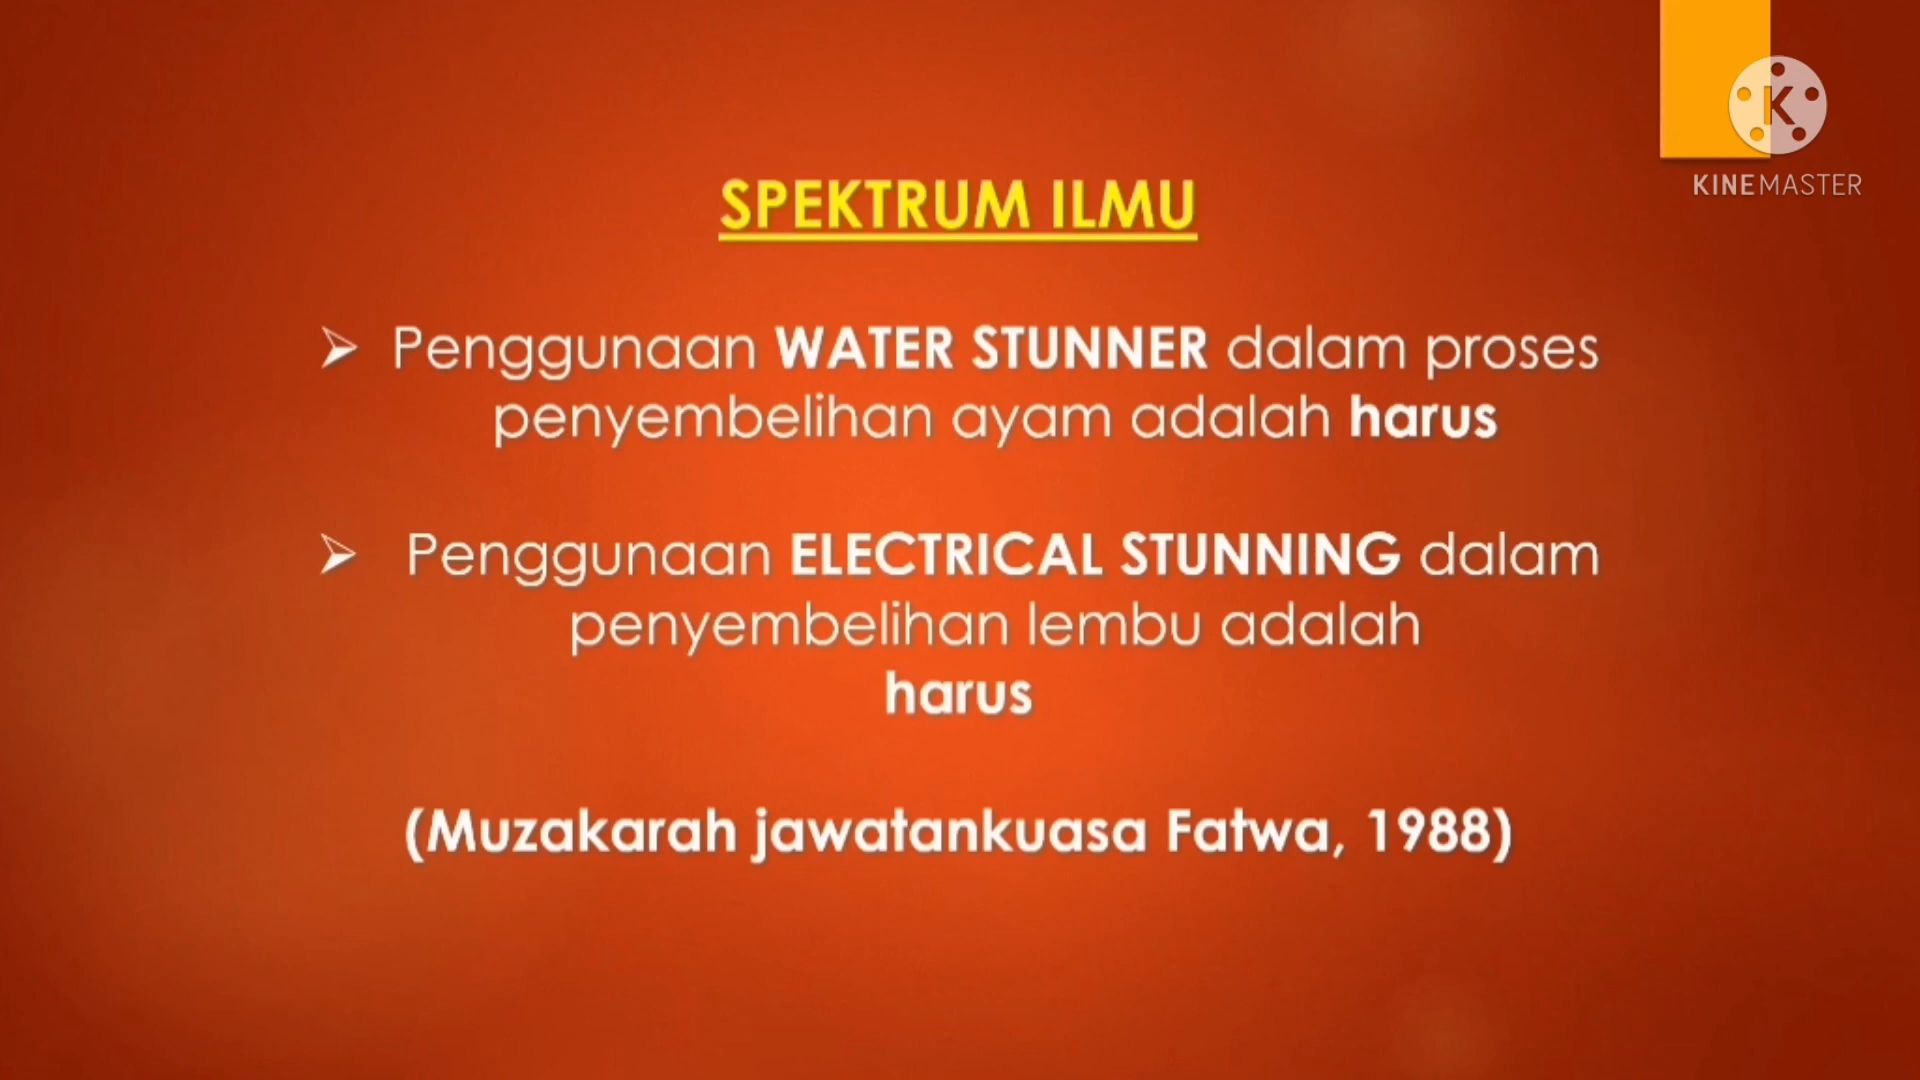 KINEMASTER
SPEKTRUM ILMU
➢ Penggunaan WATER STUNNER dalam proses
penyembelihan ayam adalah harus
➢ Penggunaan ELECTRICAL STUNNING dalam
penyembelihan lembu adalah
harus
(Muzakarah jawatankuasa Fatwa, 1988)